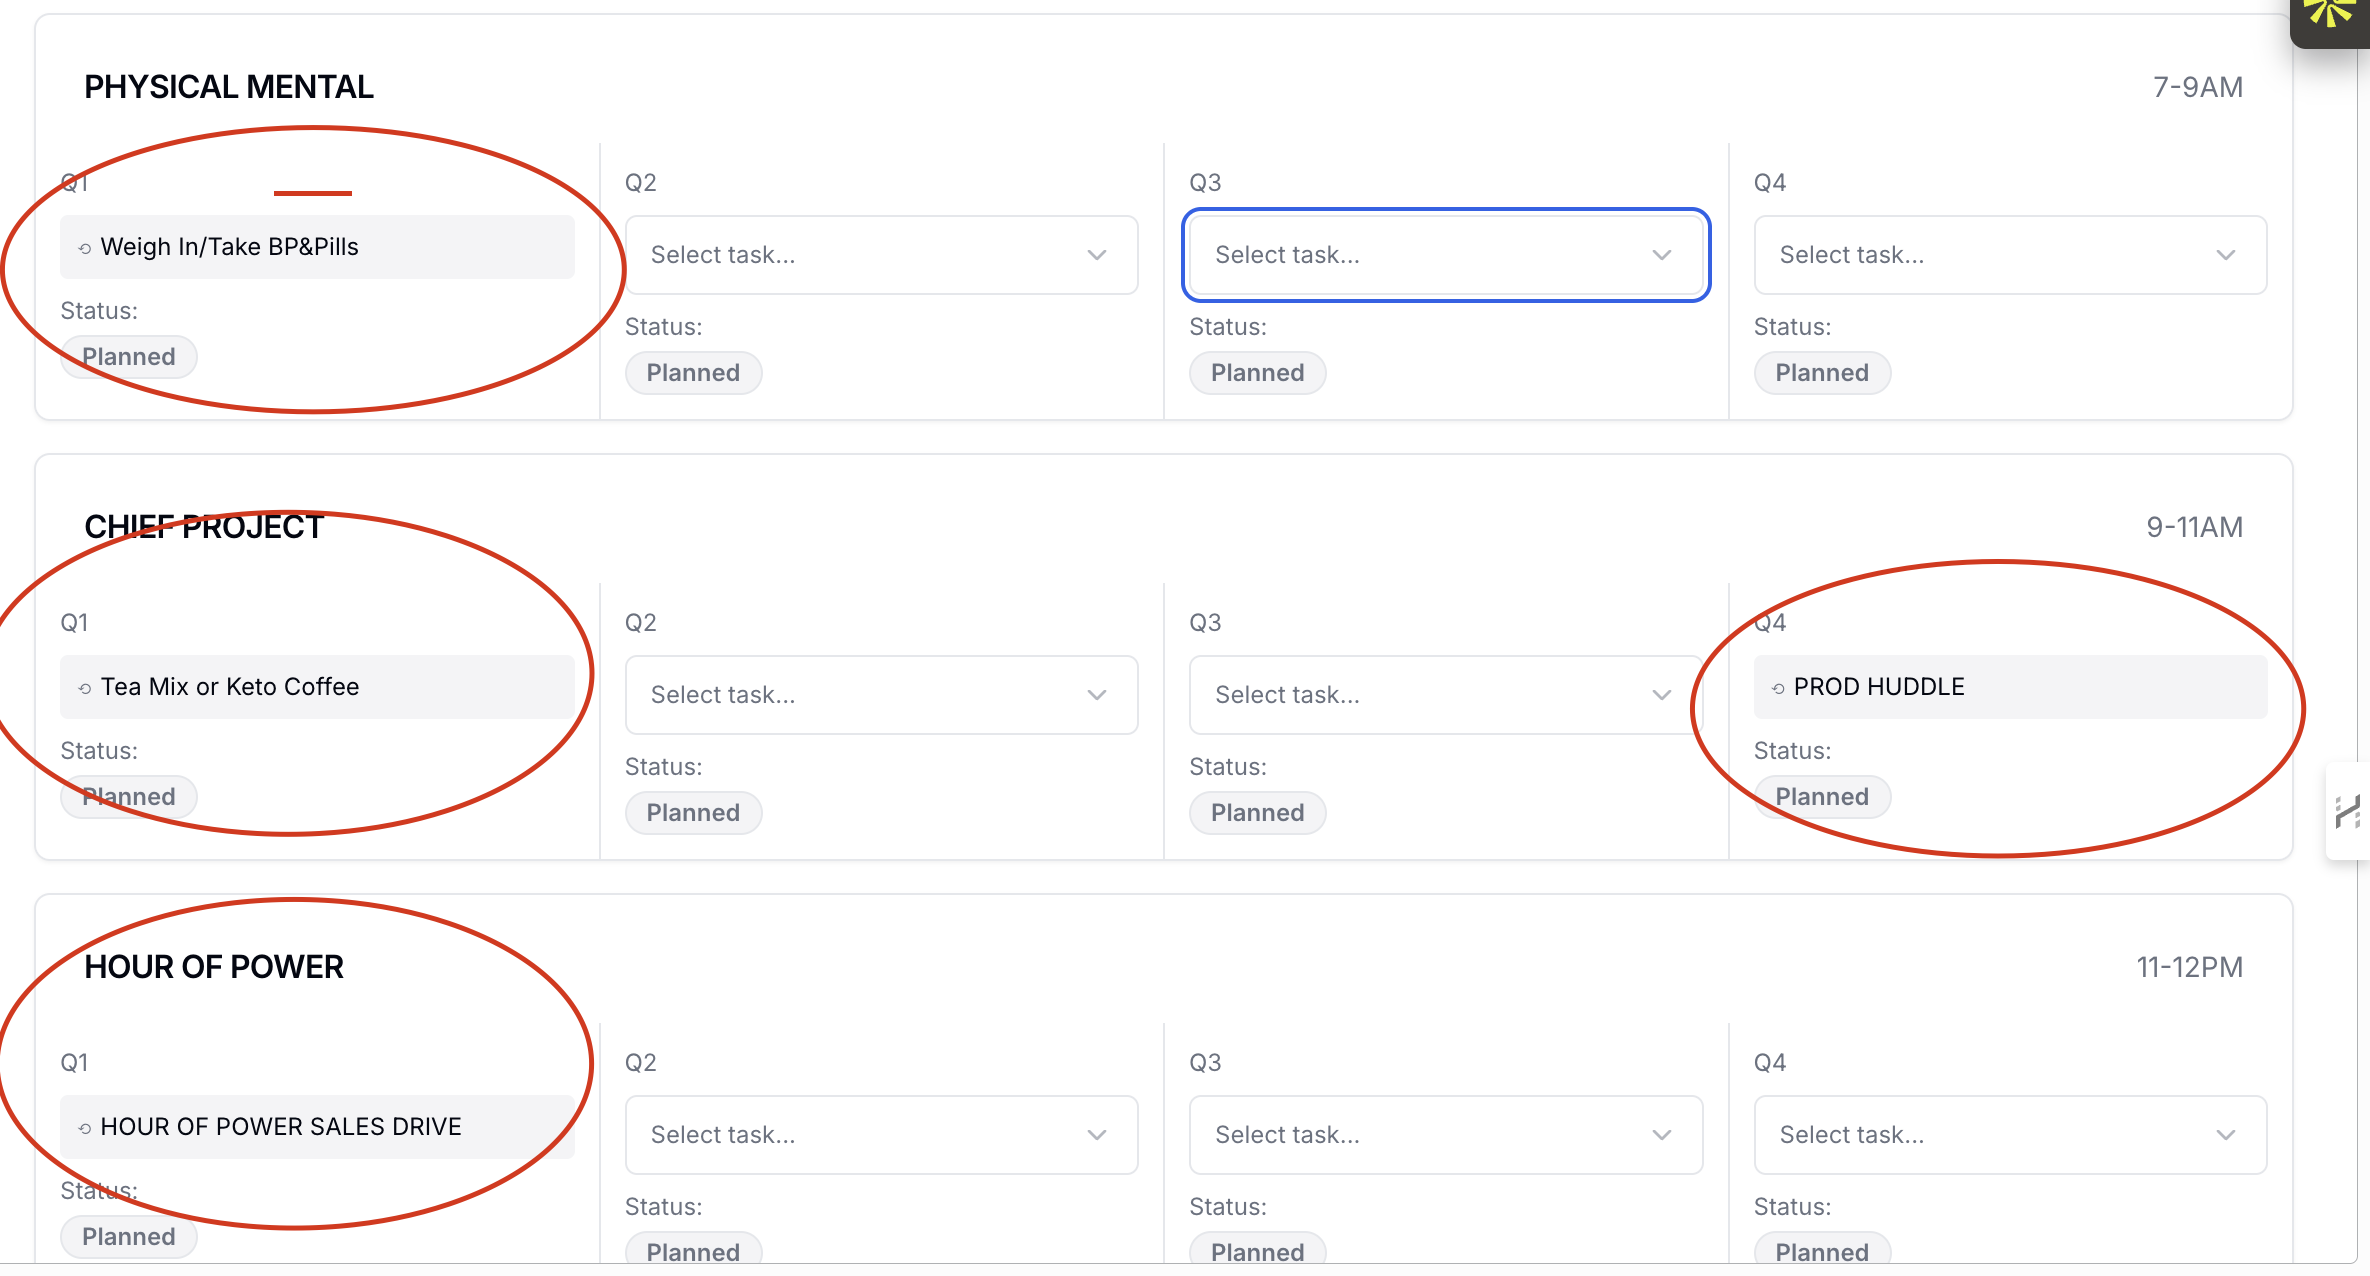 PHYSICAL MENTAL 7-9AM
Q1 Q2 Q3 Q4
⟲ Weigh In/Take BP&Pills Select task... Select task... Select task...
Status: Status: Status: Status:
Planned Planned Planned Planned
CHIEF PROJECT 9-11AM
Q1 Q2 Q3 Q4
⟲ Tea Mix or Keto Coffee Select task... Select task... ⟲ PROD HUDDLE
Status: Status: Status: Status:
Planned Planned Planned Planned
HOUR OF POWER 11-12PM
Q1 Q2 Q3 Q4
⟲ HOUR OF POWER SALES DRIVE Select task... Select task... Select task...
Status: Status: Status: Status:
Planned Planned Planned Planned